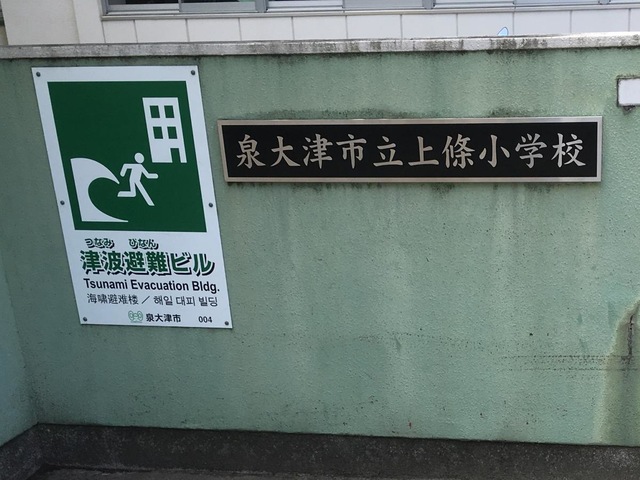 つなみ ひなん
津波避難ビル
Tsunami Evacuation Bldg.
海嘯避难楼 / 해일 대피 빌딩
泉大津市 004
泉大津市立上條小学校